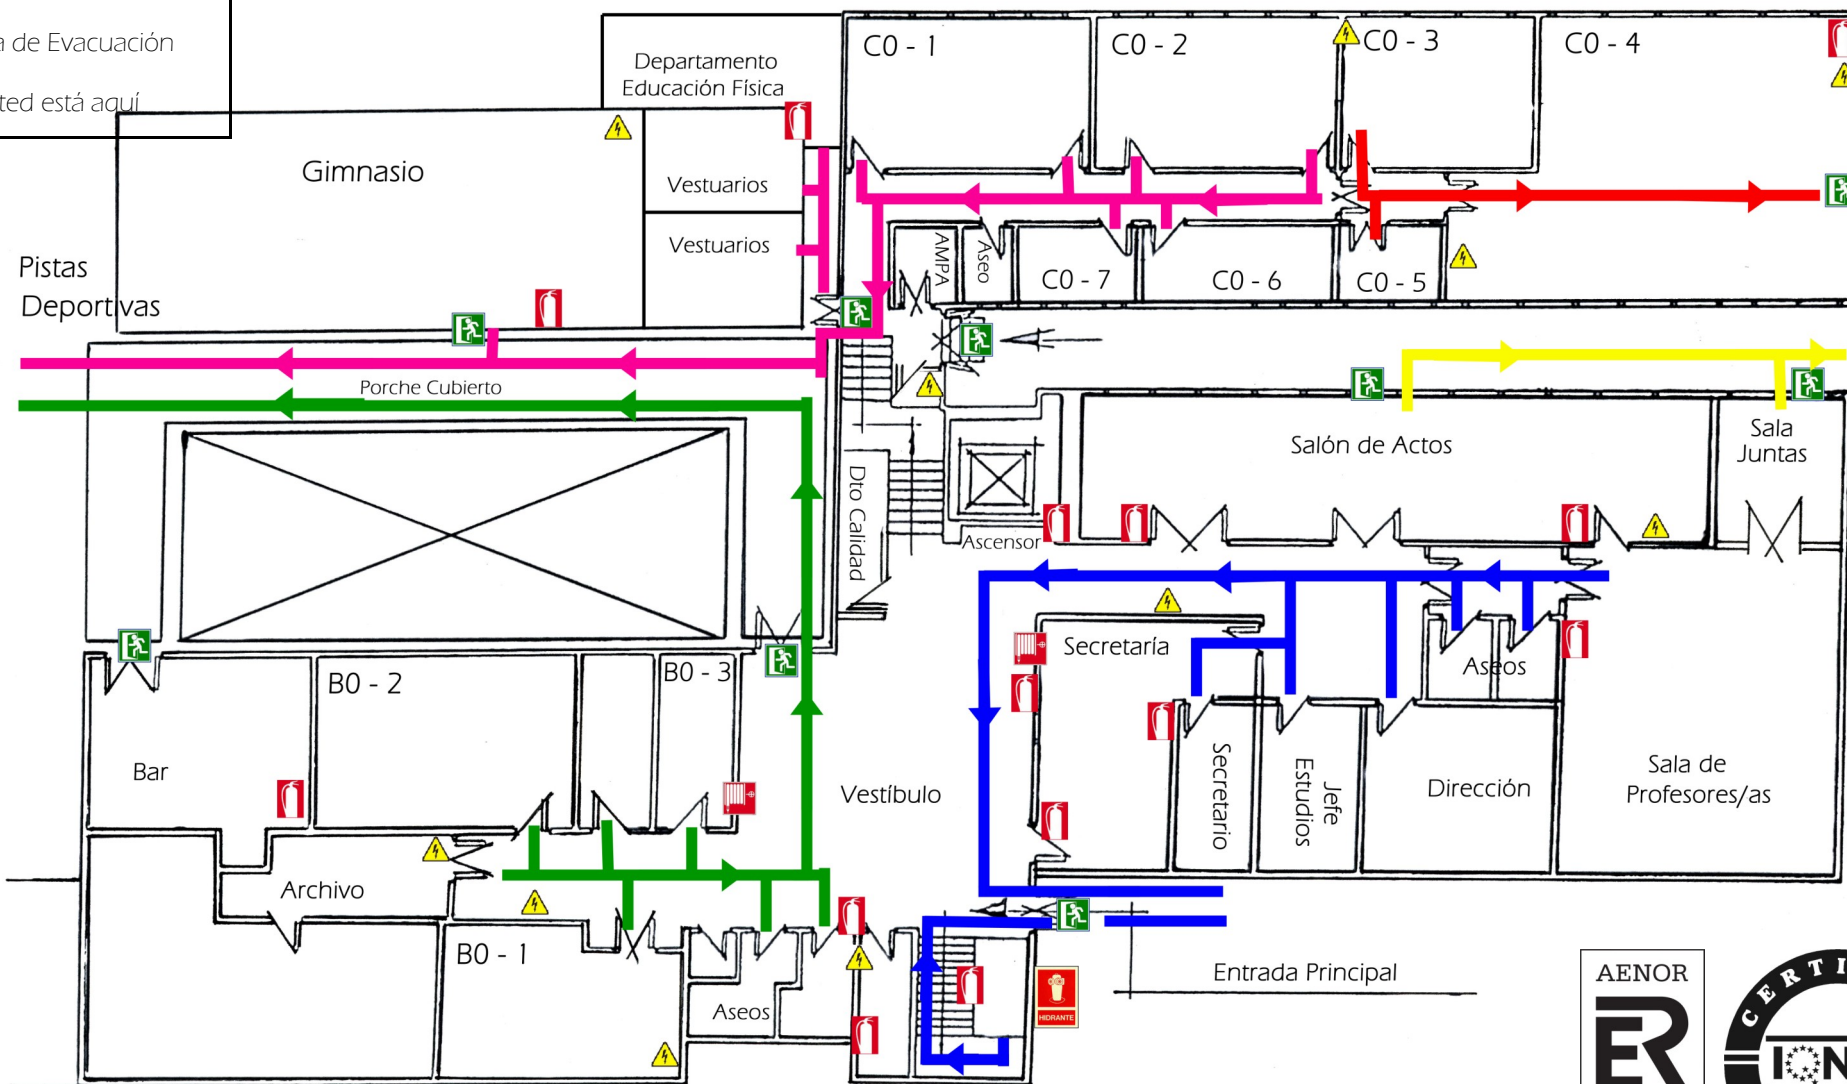 de Evacuación
está aquí
Departamento
Educación Física
C0 - 1
C0 - 2
C0 - 3
C0 - 4
Gimnasio
Vestuarios
Vestuarios
AMPA
Aseo
C0 - 7
C0 - 6
C0 - 5
Pistas
Deportivas
Porche Cubierto
Salón de Actos
Sala
Juntas
Dto Calidad
Ascensor
Secretaría
Aseos
B0 - 2
B0 - 3
Bar
Vestíbulo
Secretario
Jefe
Estudios
Dirección
Sala de
Profesores/as
Archivo
B0 - 1
Aseos
HIDRANTE
Entrada Principal
AENOR
ER